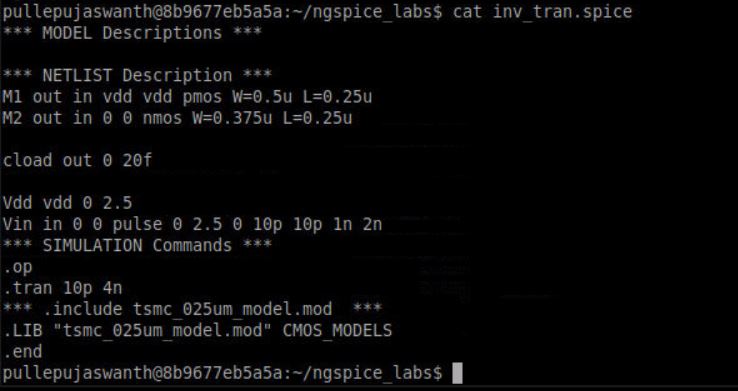 pullepujaswanth@8b9677eb5a5a:~/ngspice_labs$ cat inv_tran.spice
*** MODEL Descriptions ***
*** NETLIST Description ***
M1 out in vdd vdd pmos W=0.5u L=0.25u
M2 out in 0 0 nmos W=0.375u L=0.25u
cload out 0 20f
Vdd vdd 0 2.5
Vin in 0 0 pulse 0 2.5 0 10p 10p 1n 2n
*** SIMULATION Commands ***
.op
.tran 10p 4n
*** .include tsmc_025um_model.mod  ***
.LIB "tsmc_025um_model.mod" CMOS_MODELS
.end
pullepujaswanth@8b9677eb5a5a:~/ngspice_labs$